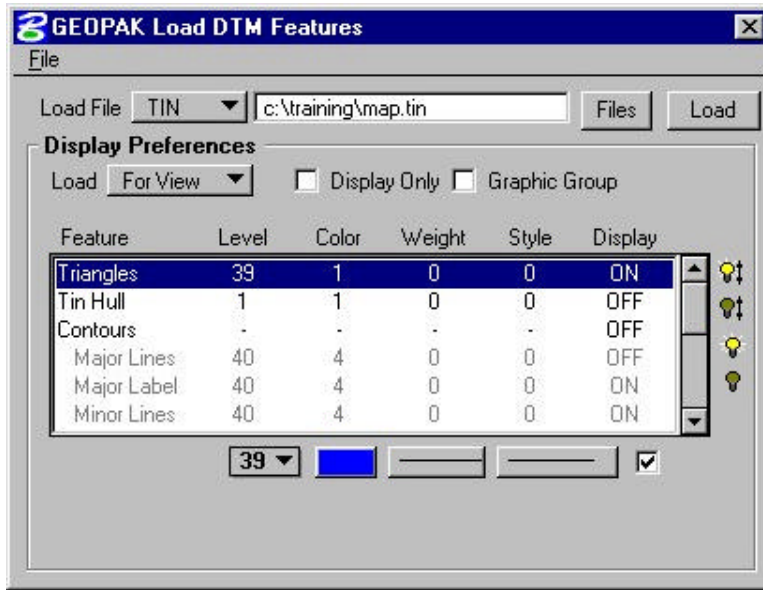 GEOPAK Load DTM Features
File
Load File TIN c:\training\map.tin Files Load
Display Preferences
Load For View Display Only Graphic Group
Feature Level Color Weight Style Display
Triangles 39 1 0 0 ON
Tin Hull 1 1 0 0 OFF
Contours - - - - OFF
Major Lines 40 4 0 0 OFF
Major Label 40 4 0 0 ON
Minor Lines 40 4 0 0 ON
39